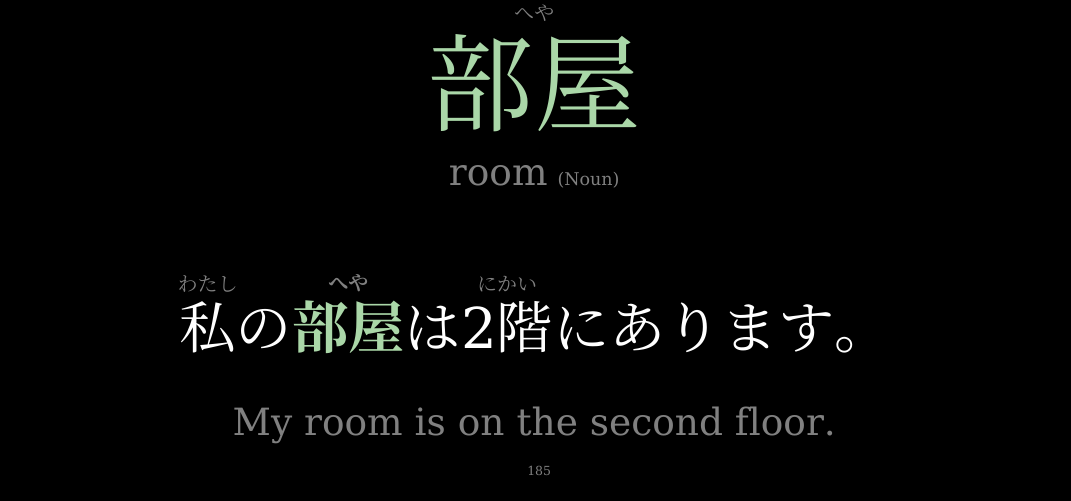 へや
部屋
room (Noun)
わたし へや にかい
私の部屋は2階にあります。
My room is on the second floor.
185